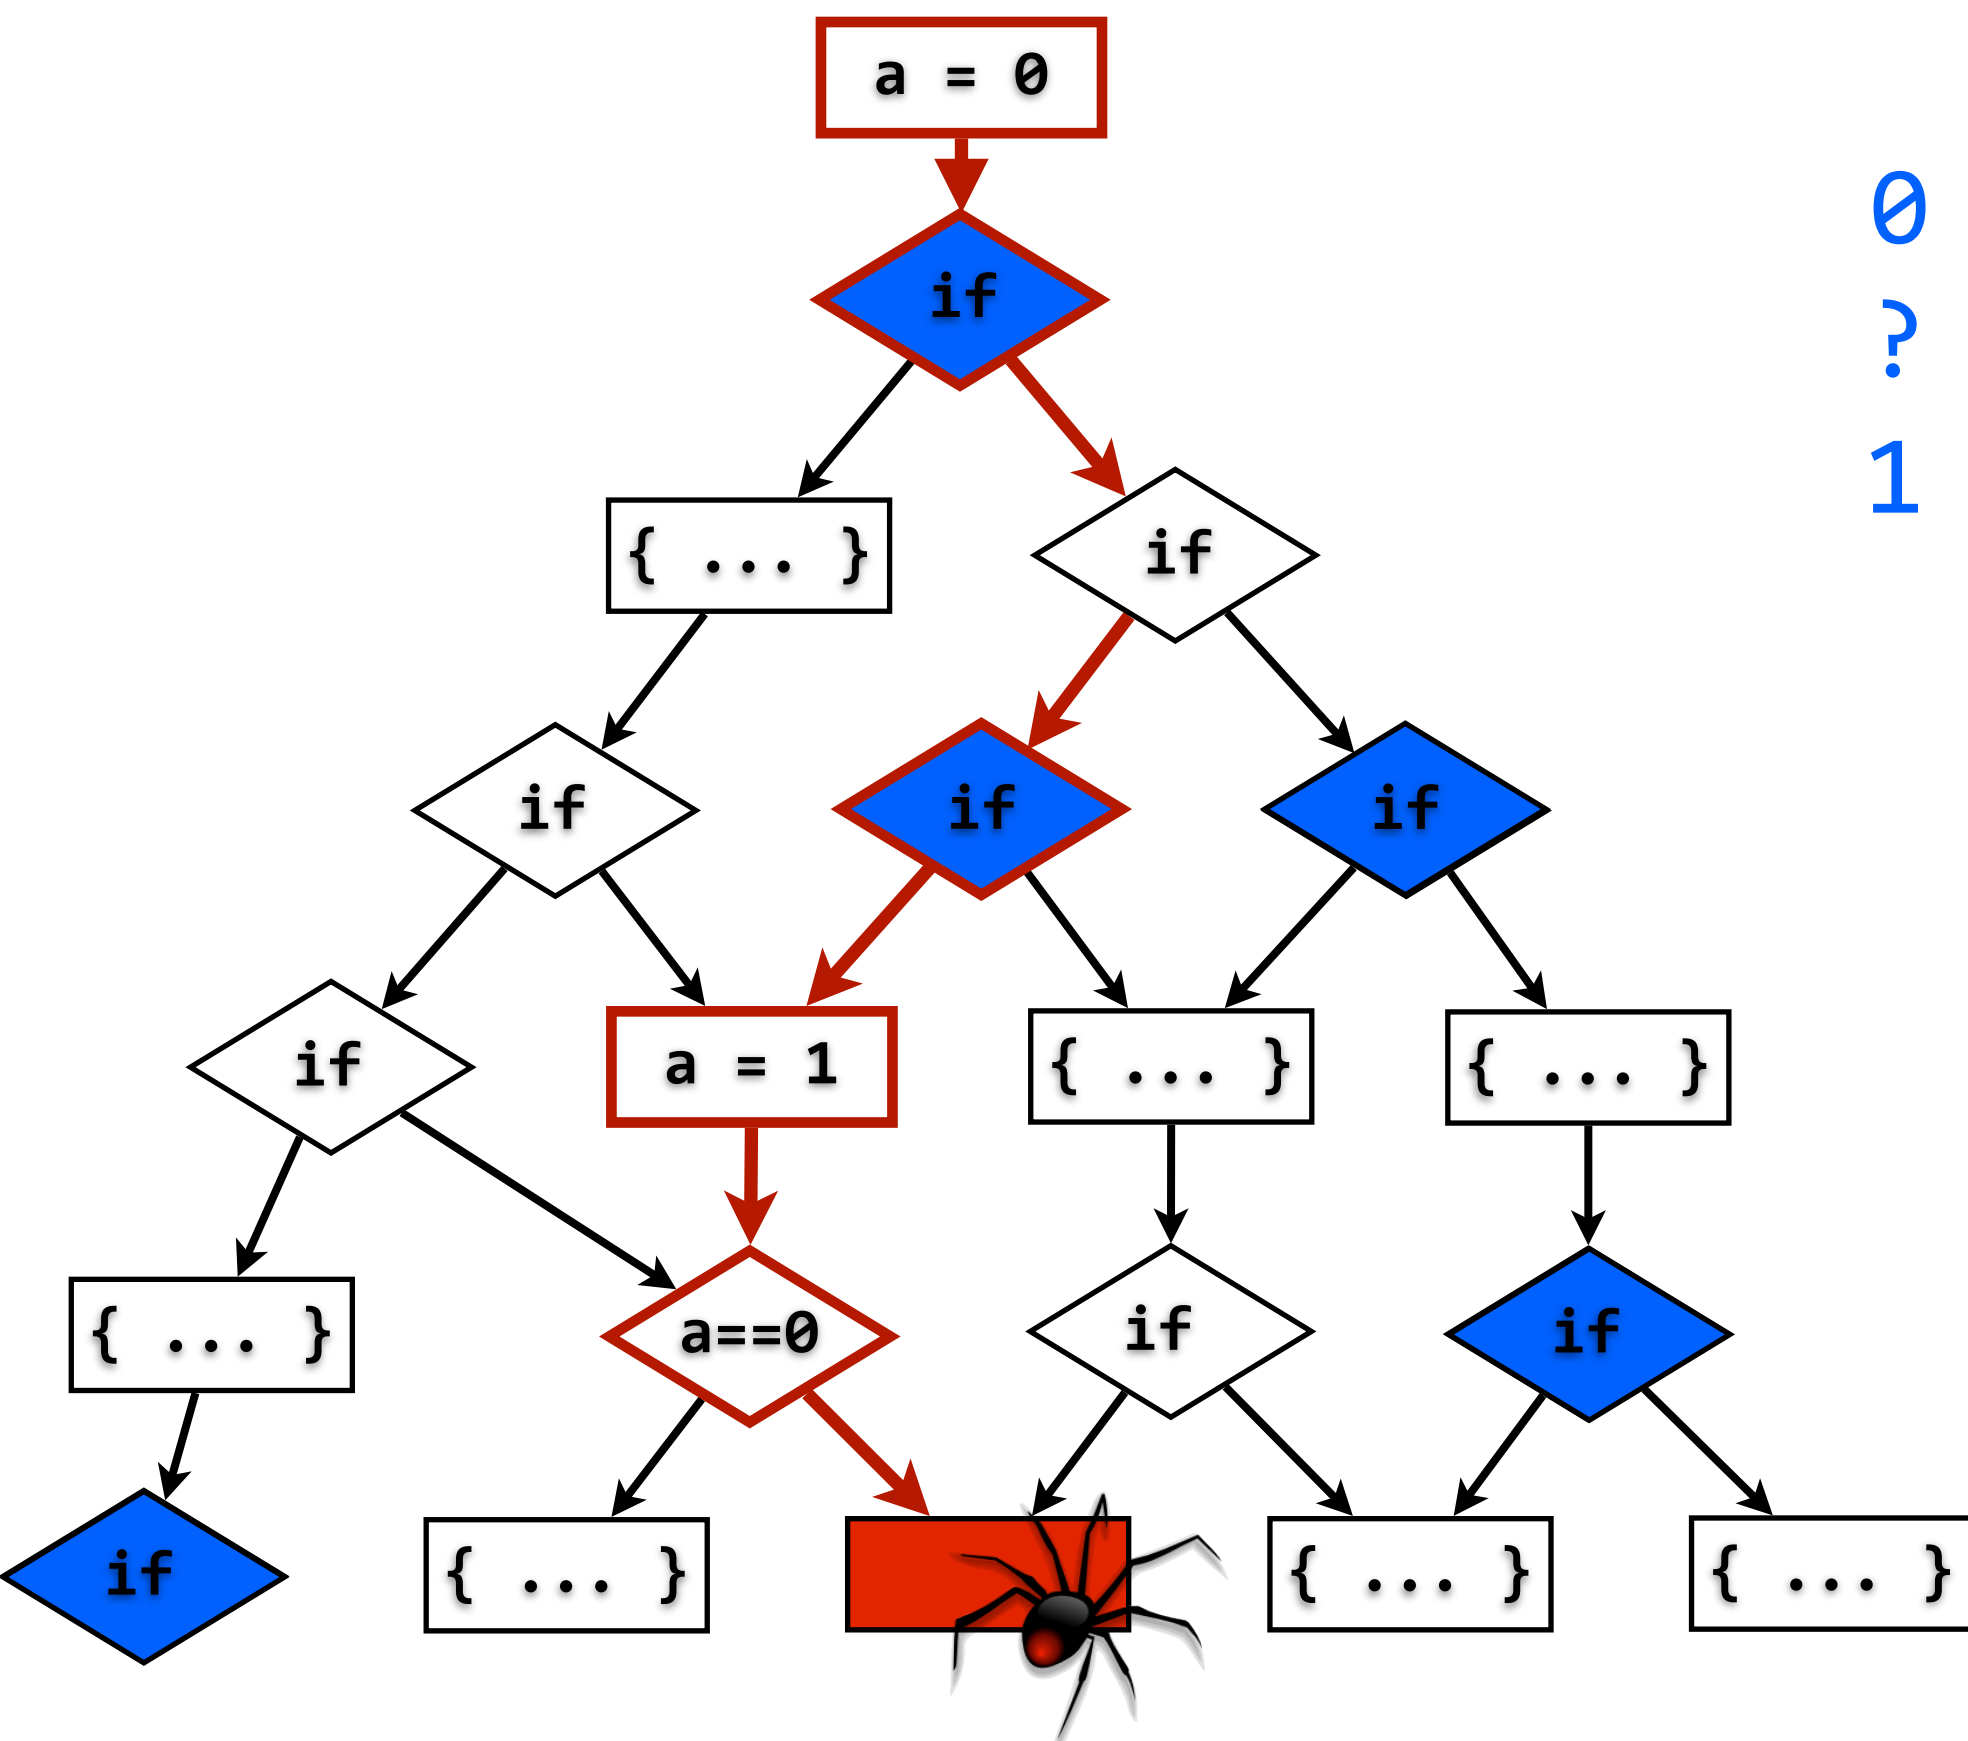 a = 0
0
if
?
1
{ ... }
if
if
if
if
if
a = 1
{ ... }
{ ... }
{ ... }
a==0
if
if
if
{ ... }
{ ... }
{ ... }